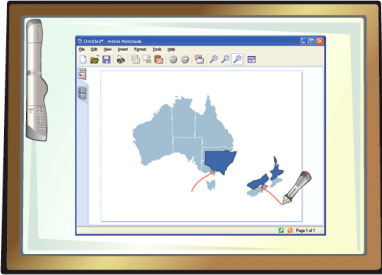 Untitled* - mimio Notebook
File Edit View Insert Format Tools Help
Page 1 of 1